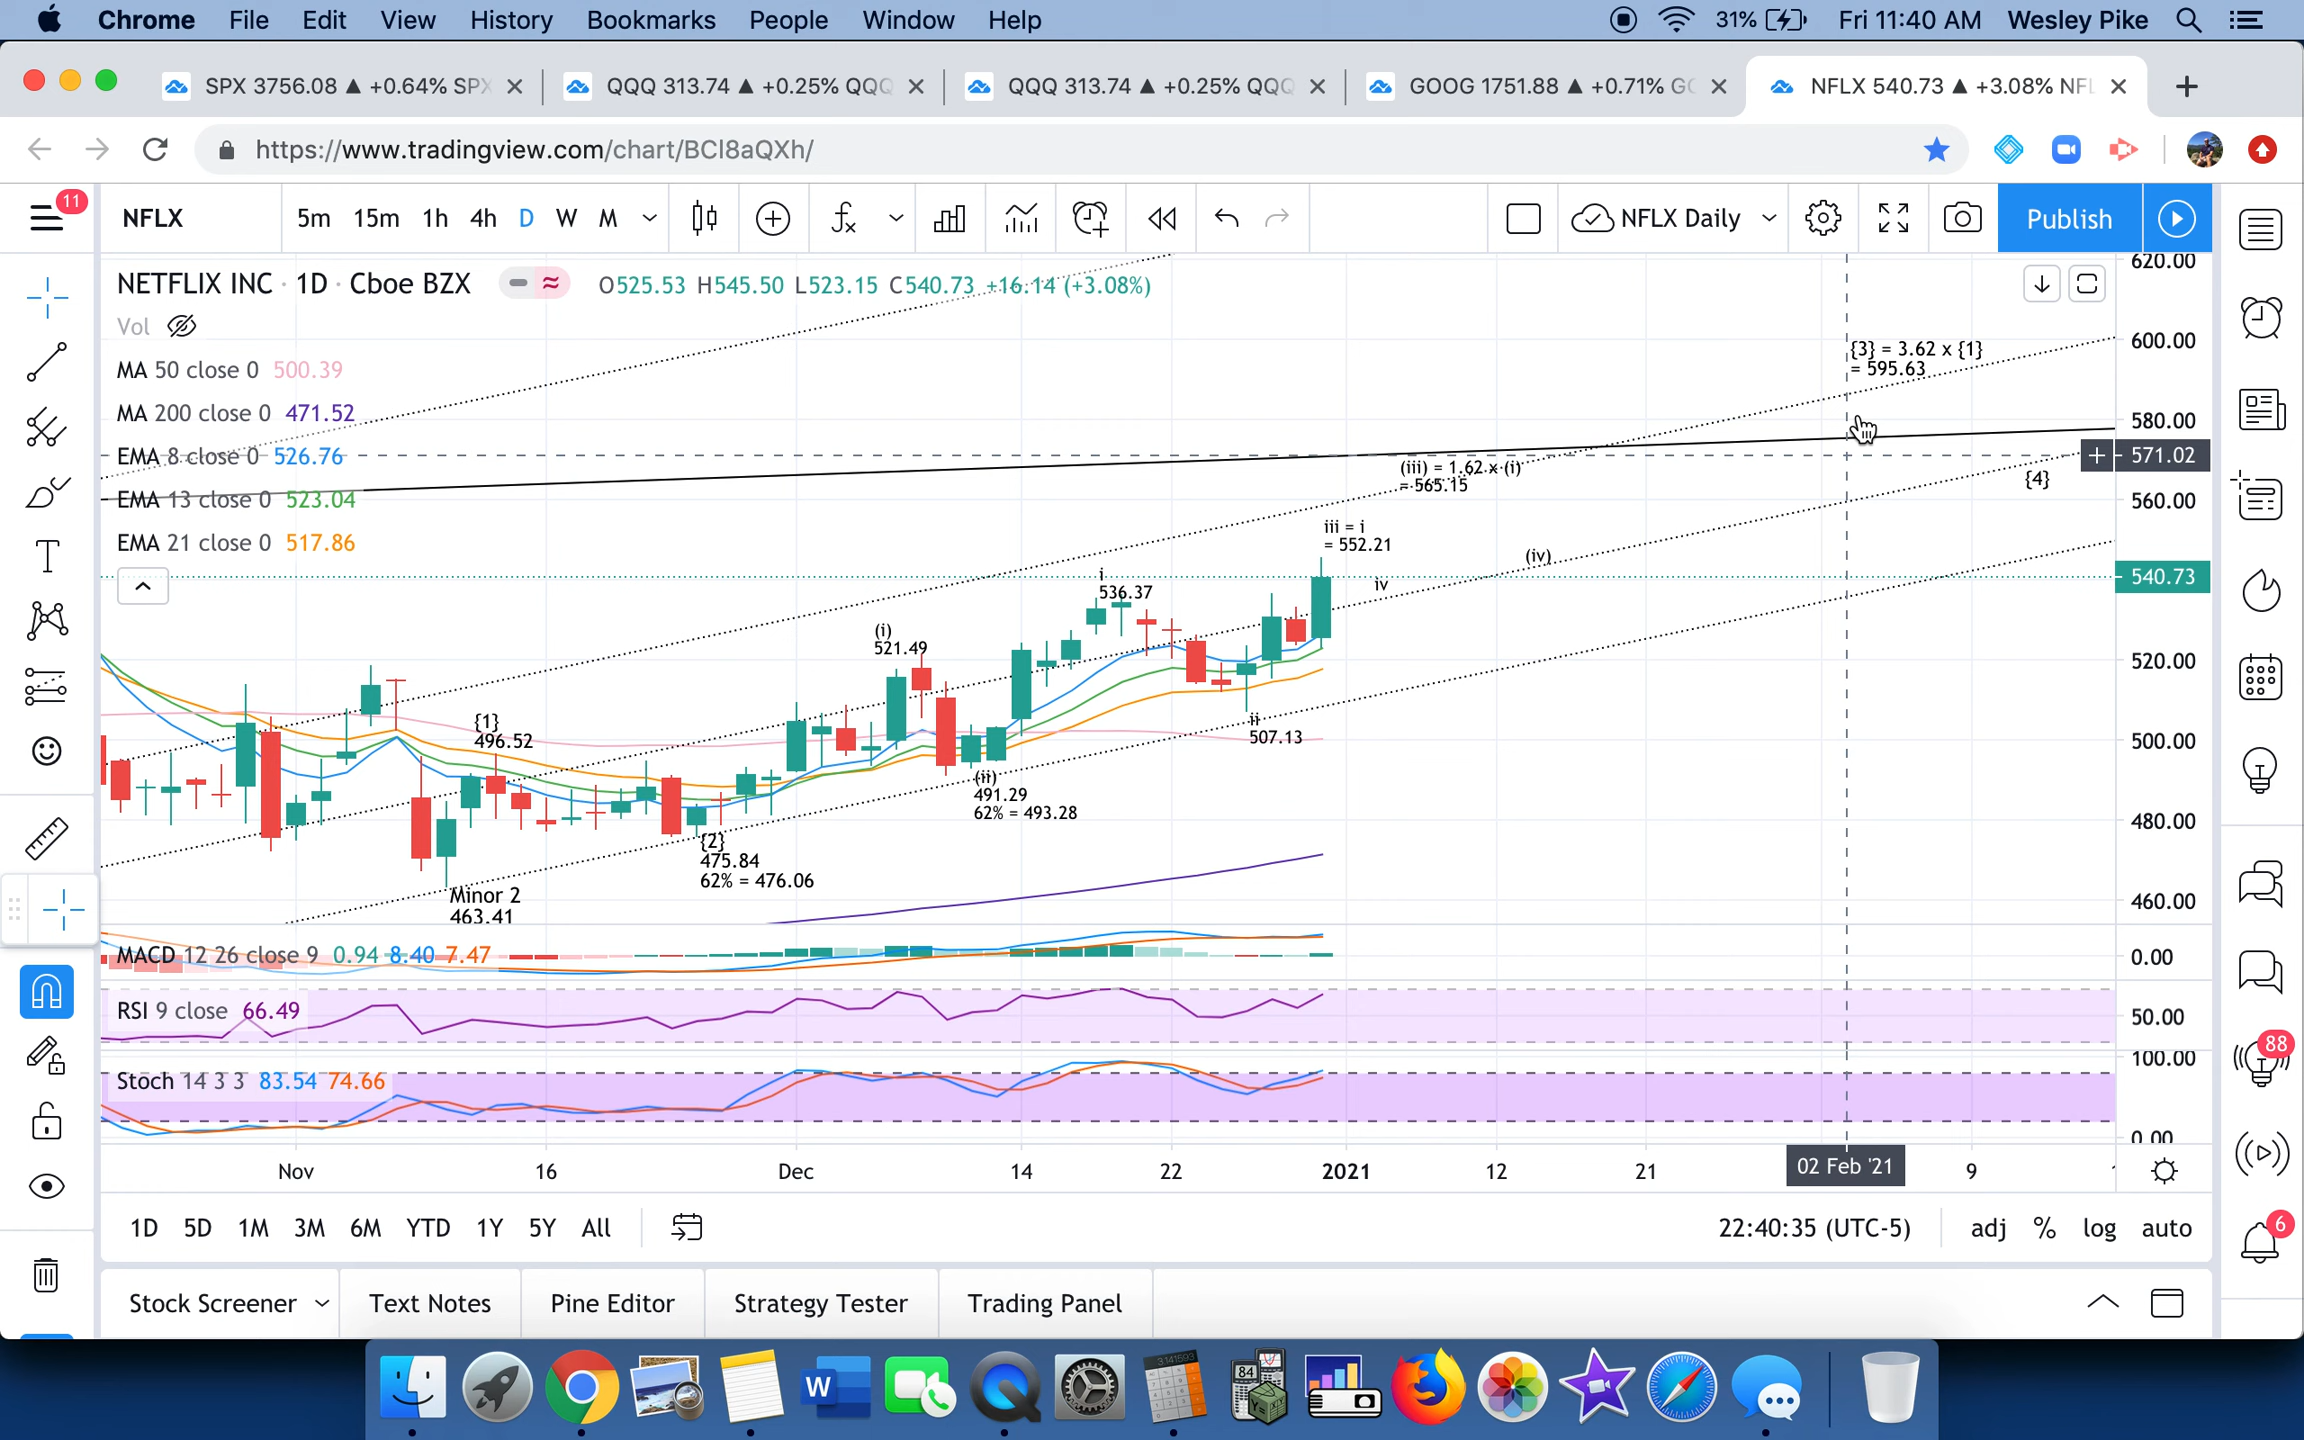 Chrome File Edit View History Bookmarks People Window Help 31% Fri 11:40 AM Wesley Pike
SPX 3756.08 ▲ +0.64% SPX QQQ 313.74 ▲ +0.25% QQQ QQQ 313.74 ▲ +0.25% QQQ GOOG 1751.88 ▲ +0.71% GO NFLX 540.73 ▲ +3.08% NFL
https://www.tradingview.com/chart/BCl8aQXh/
11
NFLX 5m 15m 1h 4h D W M NFLX Daily Publish
NETFLIX INC · 1D · Cboe BZX O525.53 H545.50 L523.15 C540.73 +16.14 (+3.08%)
Vol
MA 50 close 0 500.39
MA 200 close 0 471.52
EMA 8 close 0 526.76
EMA 13 close 0 523.04
EMA 21 close 0 517.86
{3} = 3.62 x {1}
= 595.63
(iii) = 1.62 x (i)
= 565.15
{4}
iii = i
= 552.21
(iv)
iv
i
536.37
(i)
521.49
ii
507.13
{1}
496.52
(ii)
491.29
62% = 493.28
{2}
475.84
62% = 476.06
Minor 2
463.41
620.00
600.00
580.00
571.02
560.00
540.73
520.00
500.00
480.00
460.00
MACD 12 26 close 9 0.94 8.40 7.47
0.00
RSI 9 close 66.49
50.00
Stoch 14 3 3 83.54 74.66
100.00
0.00
88
Nov 16 Dec 14 22 2021 12 21 02 Feb '21 9
1D 5D 1M 3M 6M YTD 1Y 5Y All 22:40:35 (UTC-5) adj % log auto
6
Stock Screener Text Notes Pine Editor Strategy Tester Trading Panel
W
3.141593
84